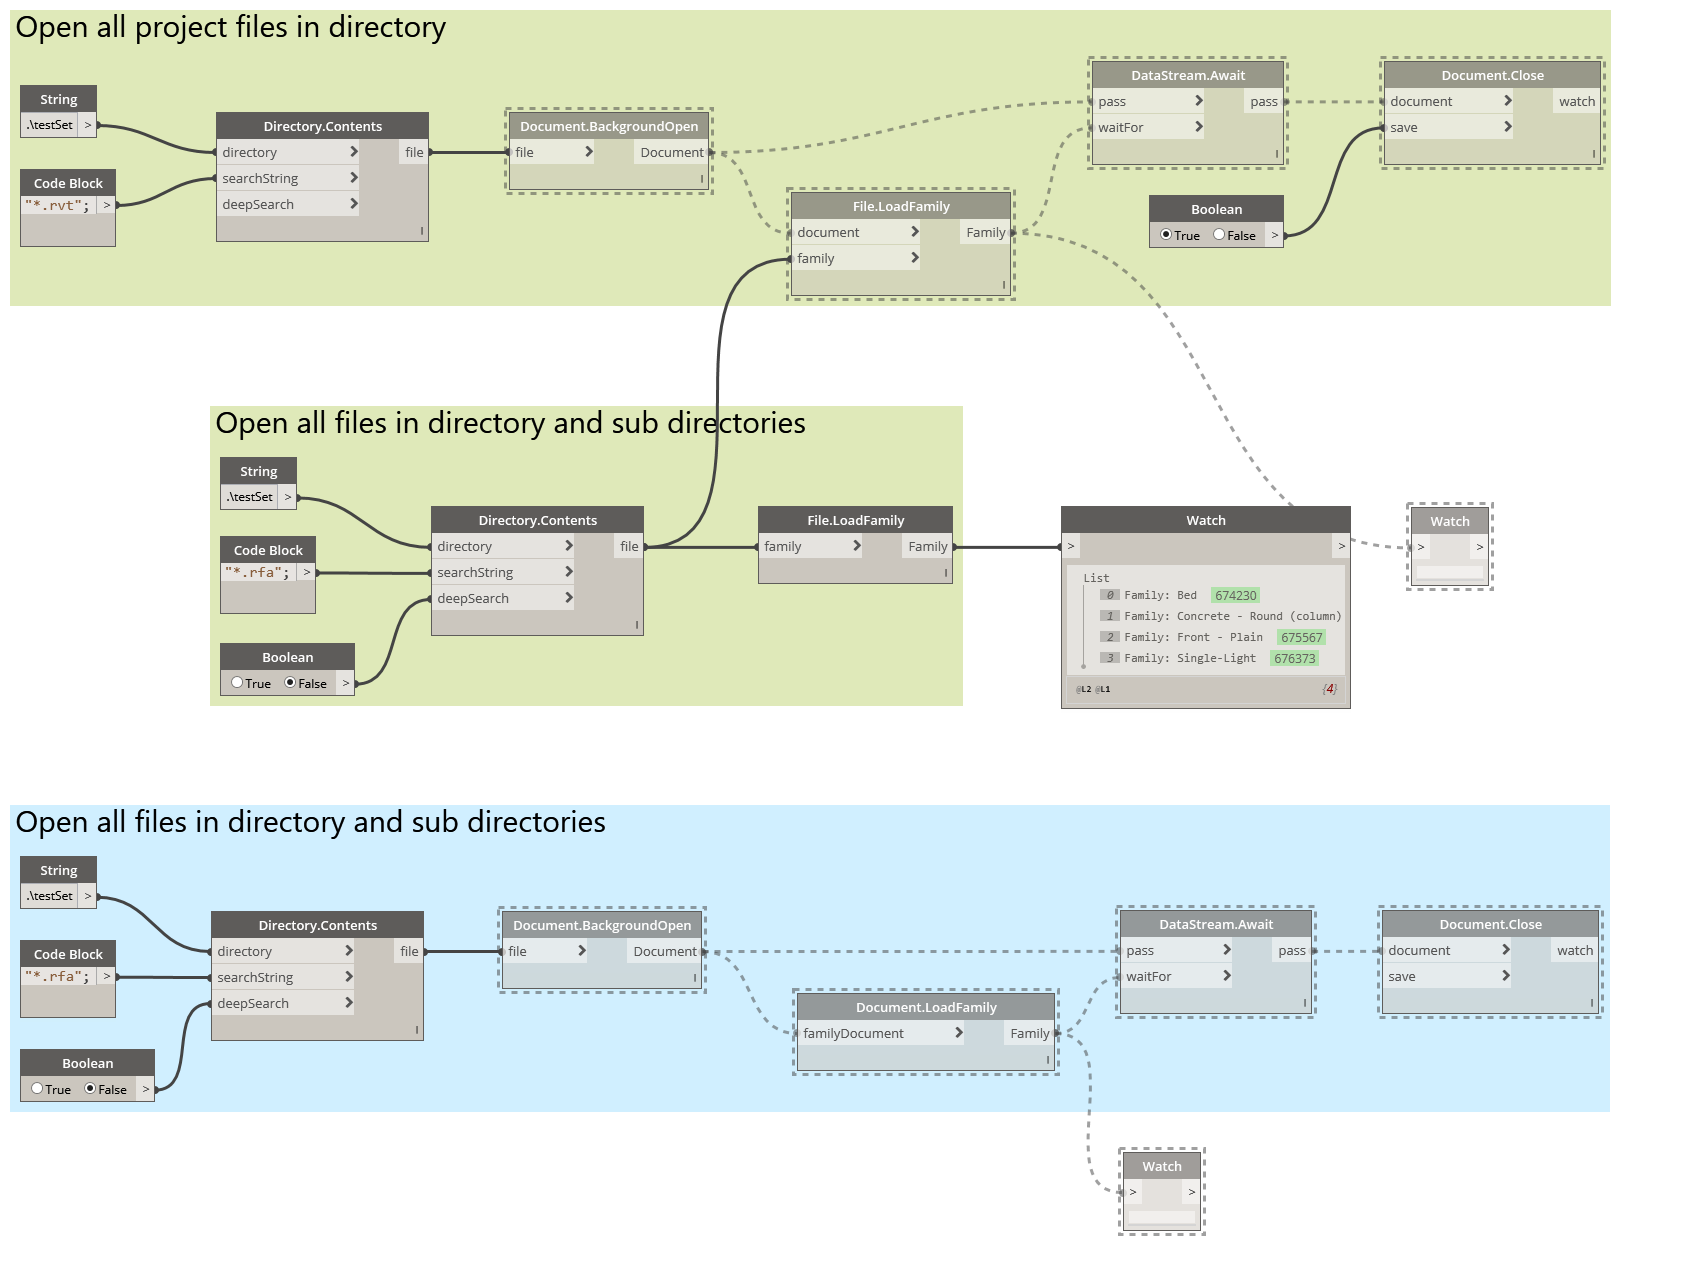 Open all project files in directory
String
.\testSet >
Code Block
"*.rvt"; >
Directory.Contents
directory > file
searchString >
deepSearch >
l
Document.BackgroundOpen
file > Document
l
File.LoadFamily
document > Family
family >
l
DataStream.Await
pass > pass
waitFor >
l
Boolean
True False >
Document.Close
document > watch
save >
l
Open all files in directory and sub directories
String
.\testSet >
Code Block
"*.rfa"; >
Boolean
True False >
Directory.Contents
directory > file
searchString >
deepSearch >
l
File.LoadFamily
family > Family
l
Watch
> >
List
0 Family: Bed 674230
1 Family: Concrete - Round (column)
2 Family: Front - Plain 675567
3 Family: Single-Light 676373
@L2 @L1 {4}
Watch
> >
Open all files in directory and sub directories
String
.\testSet >
Code Block
"*.rfa"; >
Boolean
True False >
Directory.Contents
directory > file
searchString >
deepSearch >
l
Document.BackgroundOpen
file > Document
l
Document.LoadFamily
familyDocument > Family
l
DataStream.Await
pass > pass
waitFor >
l
Document.Close
document > watch
save >
l
Watch
> >